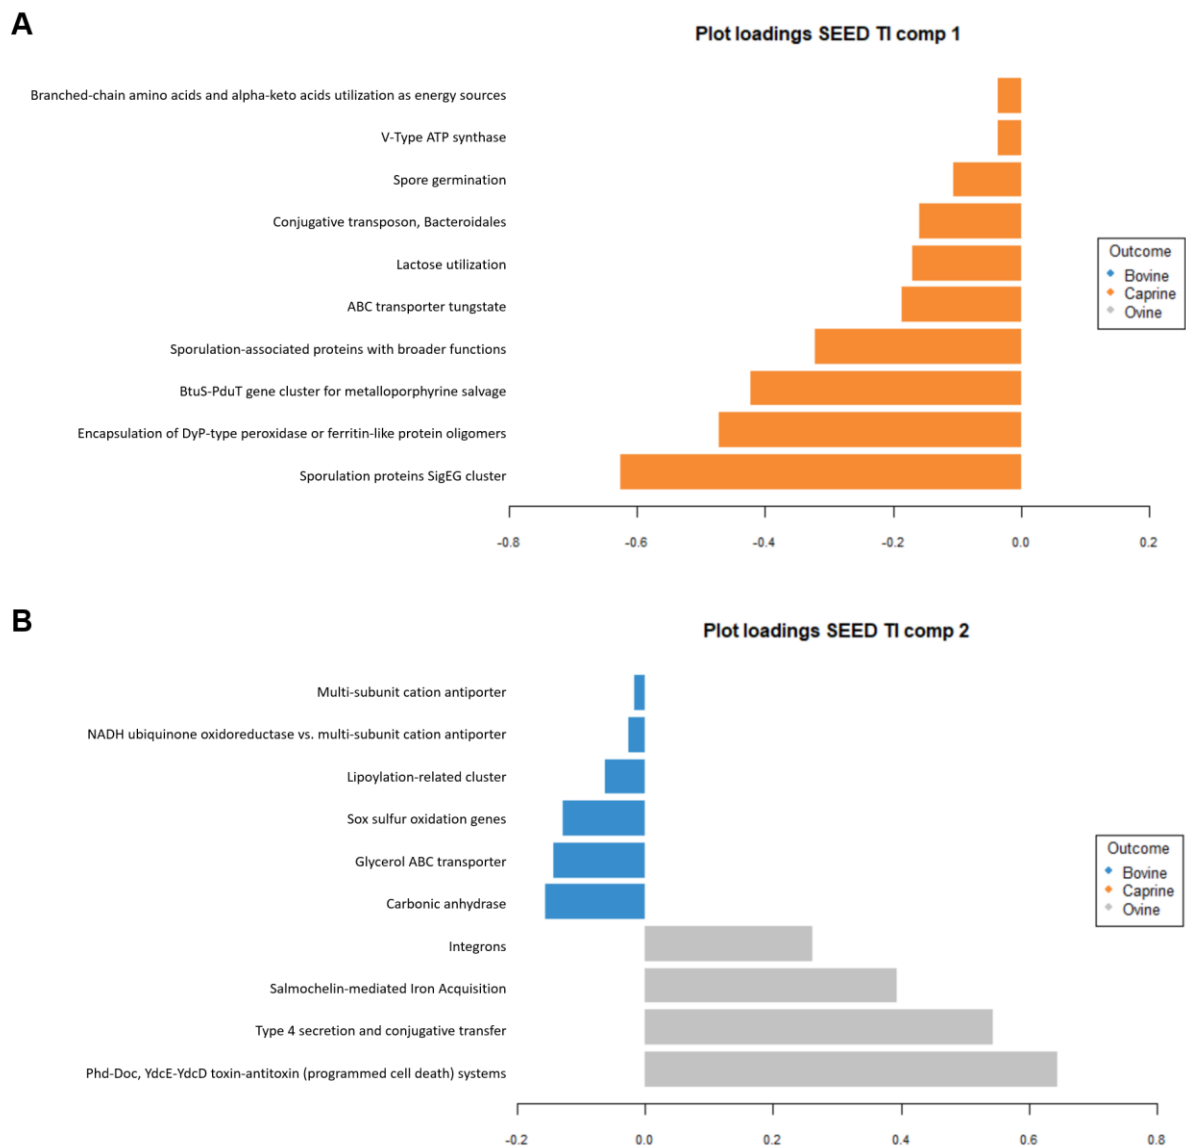 A
Plot loadings SEED TI comp 1
Branched-chain amino acids and alpha-keto acids utilization as energy sources
V-Type ATP synthase
Spore germination
Conjugative transposon, Bacteroidales
Lactose utilization
ABC transporter tungstate
Sporulation-associated proteins with broader functions
BtuS-PduT gene cluster for metalloporphyrine salvage
Encapsulation of DyP-type peroxidase or ferritin-like protein oligomers
Sporulation proteins SigEG cluster
Outcome
Bovine
Caprine
Ovine
-0.8 -0.6 -0.4 -0.2 0.0 0.2
B
Plot loadings SEED TI comp 2
Multi-subunit cation antiporter
NADH ubiquinone oxidoreductase vs. multi-subunit cation antiporter
Lipoylation-related cluster
Sox sulfur oxidation genes
Glycerol ABC transporter
Carbonic anhydrase
Integrons
Salmochelin-mediated Iron Acquisition
Type 4 secretion and conjugative transfer
Phd-Doc, YdcE-YdcD toxin-antitoxin (programmed cell death) systems
Outcome
Bovine
Caprine
Ovine
-0.2 0.0 0.2 0.4 0.6 0.8